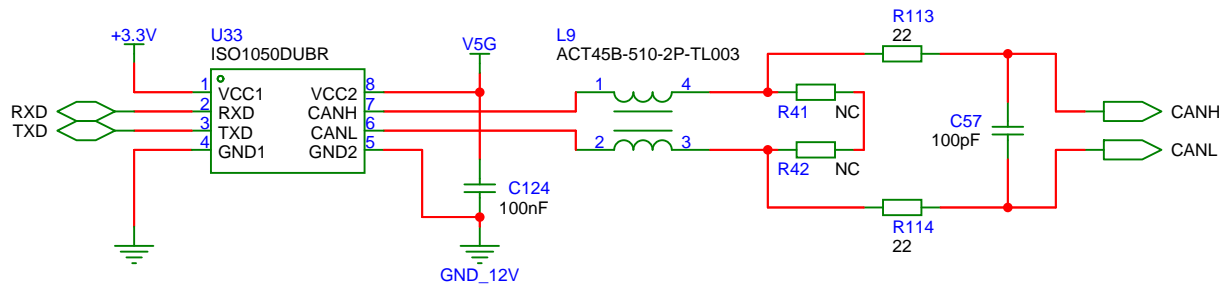 R113
22
+3.3V
U33
ISO1050DUBR
V5G
L9
ACT45B-510-2P-TL003
1
VCC1
VCC2
8
1
4
RXD
2
RXD
CANH
7
R41
NC
C57
100pF
CANH
TXD
3
TXD
CANL
6
4
GND1
GND2
5
2
3
R42
NC
CANL
C124
100nF
R114
22
GND_12V